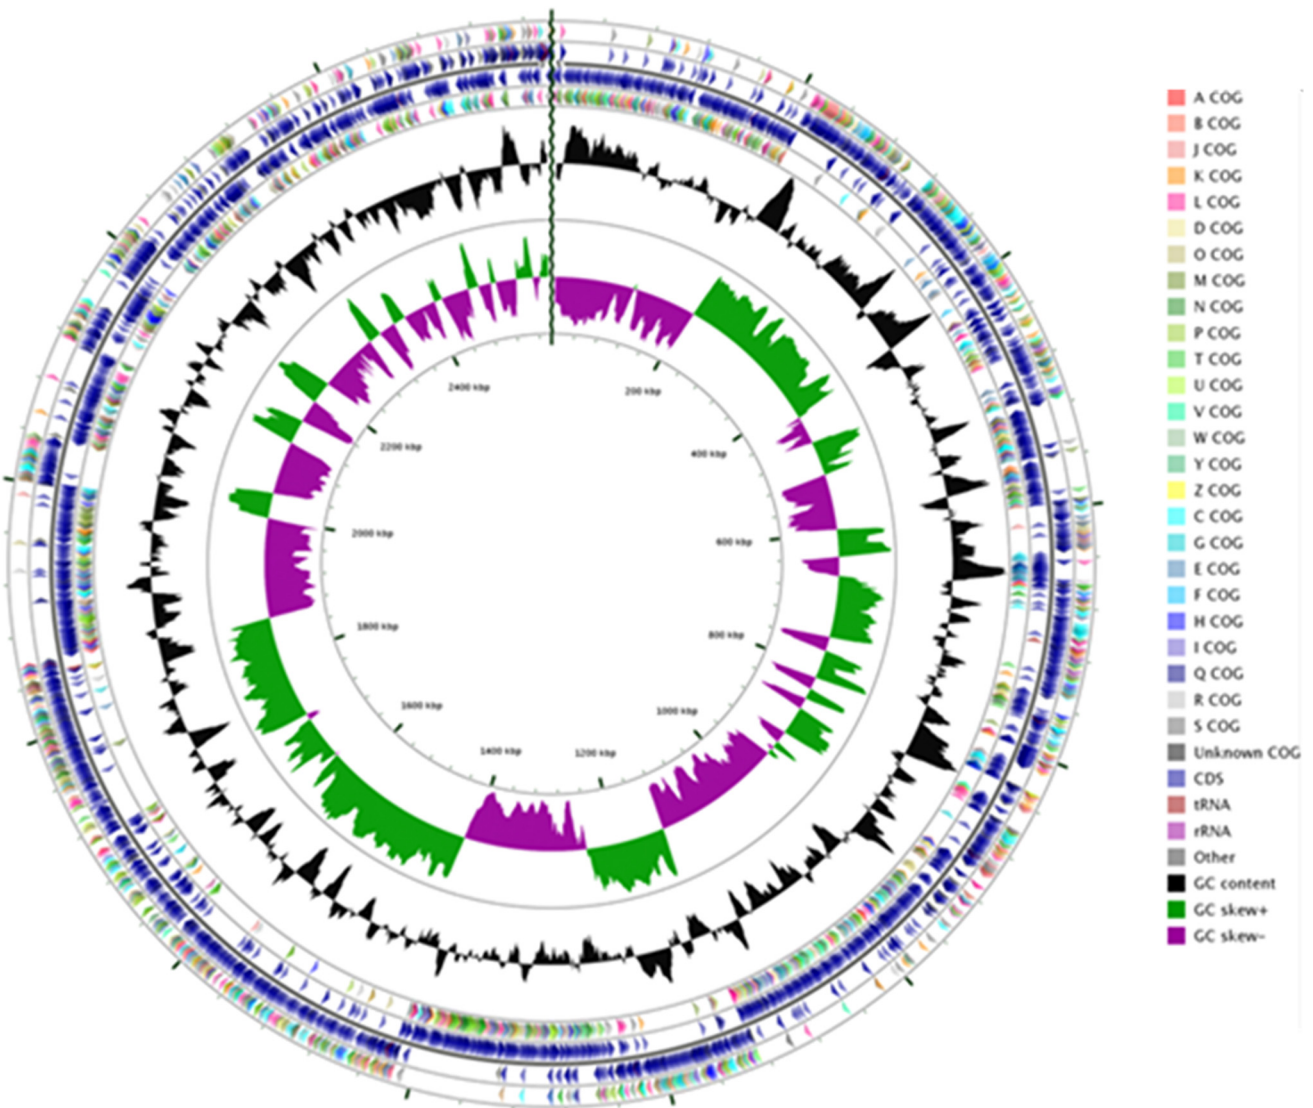 2400 kbp
200 kbp
2200 kbp
400 kbp
2000 kbp
600 kbp
1800 kbp
800 kbp
1600 kbp
1000 kbp
1400 kbp
1200 kbp
A COG
B COG
J COG
K COG
L COG
D COG
O COG
M COG
N COG
P COG
T COG
U COG
V COG
W COG
Y COG
Z COG
C COG
G COG
E COG
F COG
H COG
I COG
Q COG
R COG
S COG
Unknown COG
CDS
tRNA
rRNA
Other
GC content
GC skew+
GC skew-